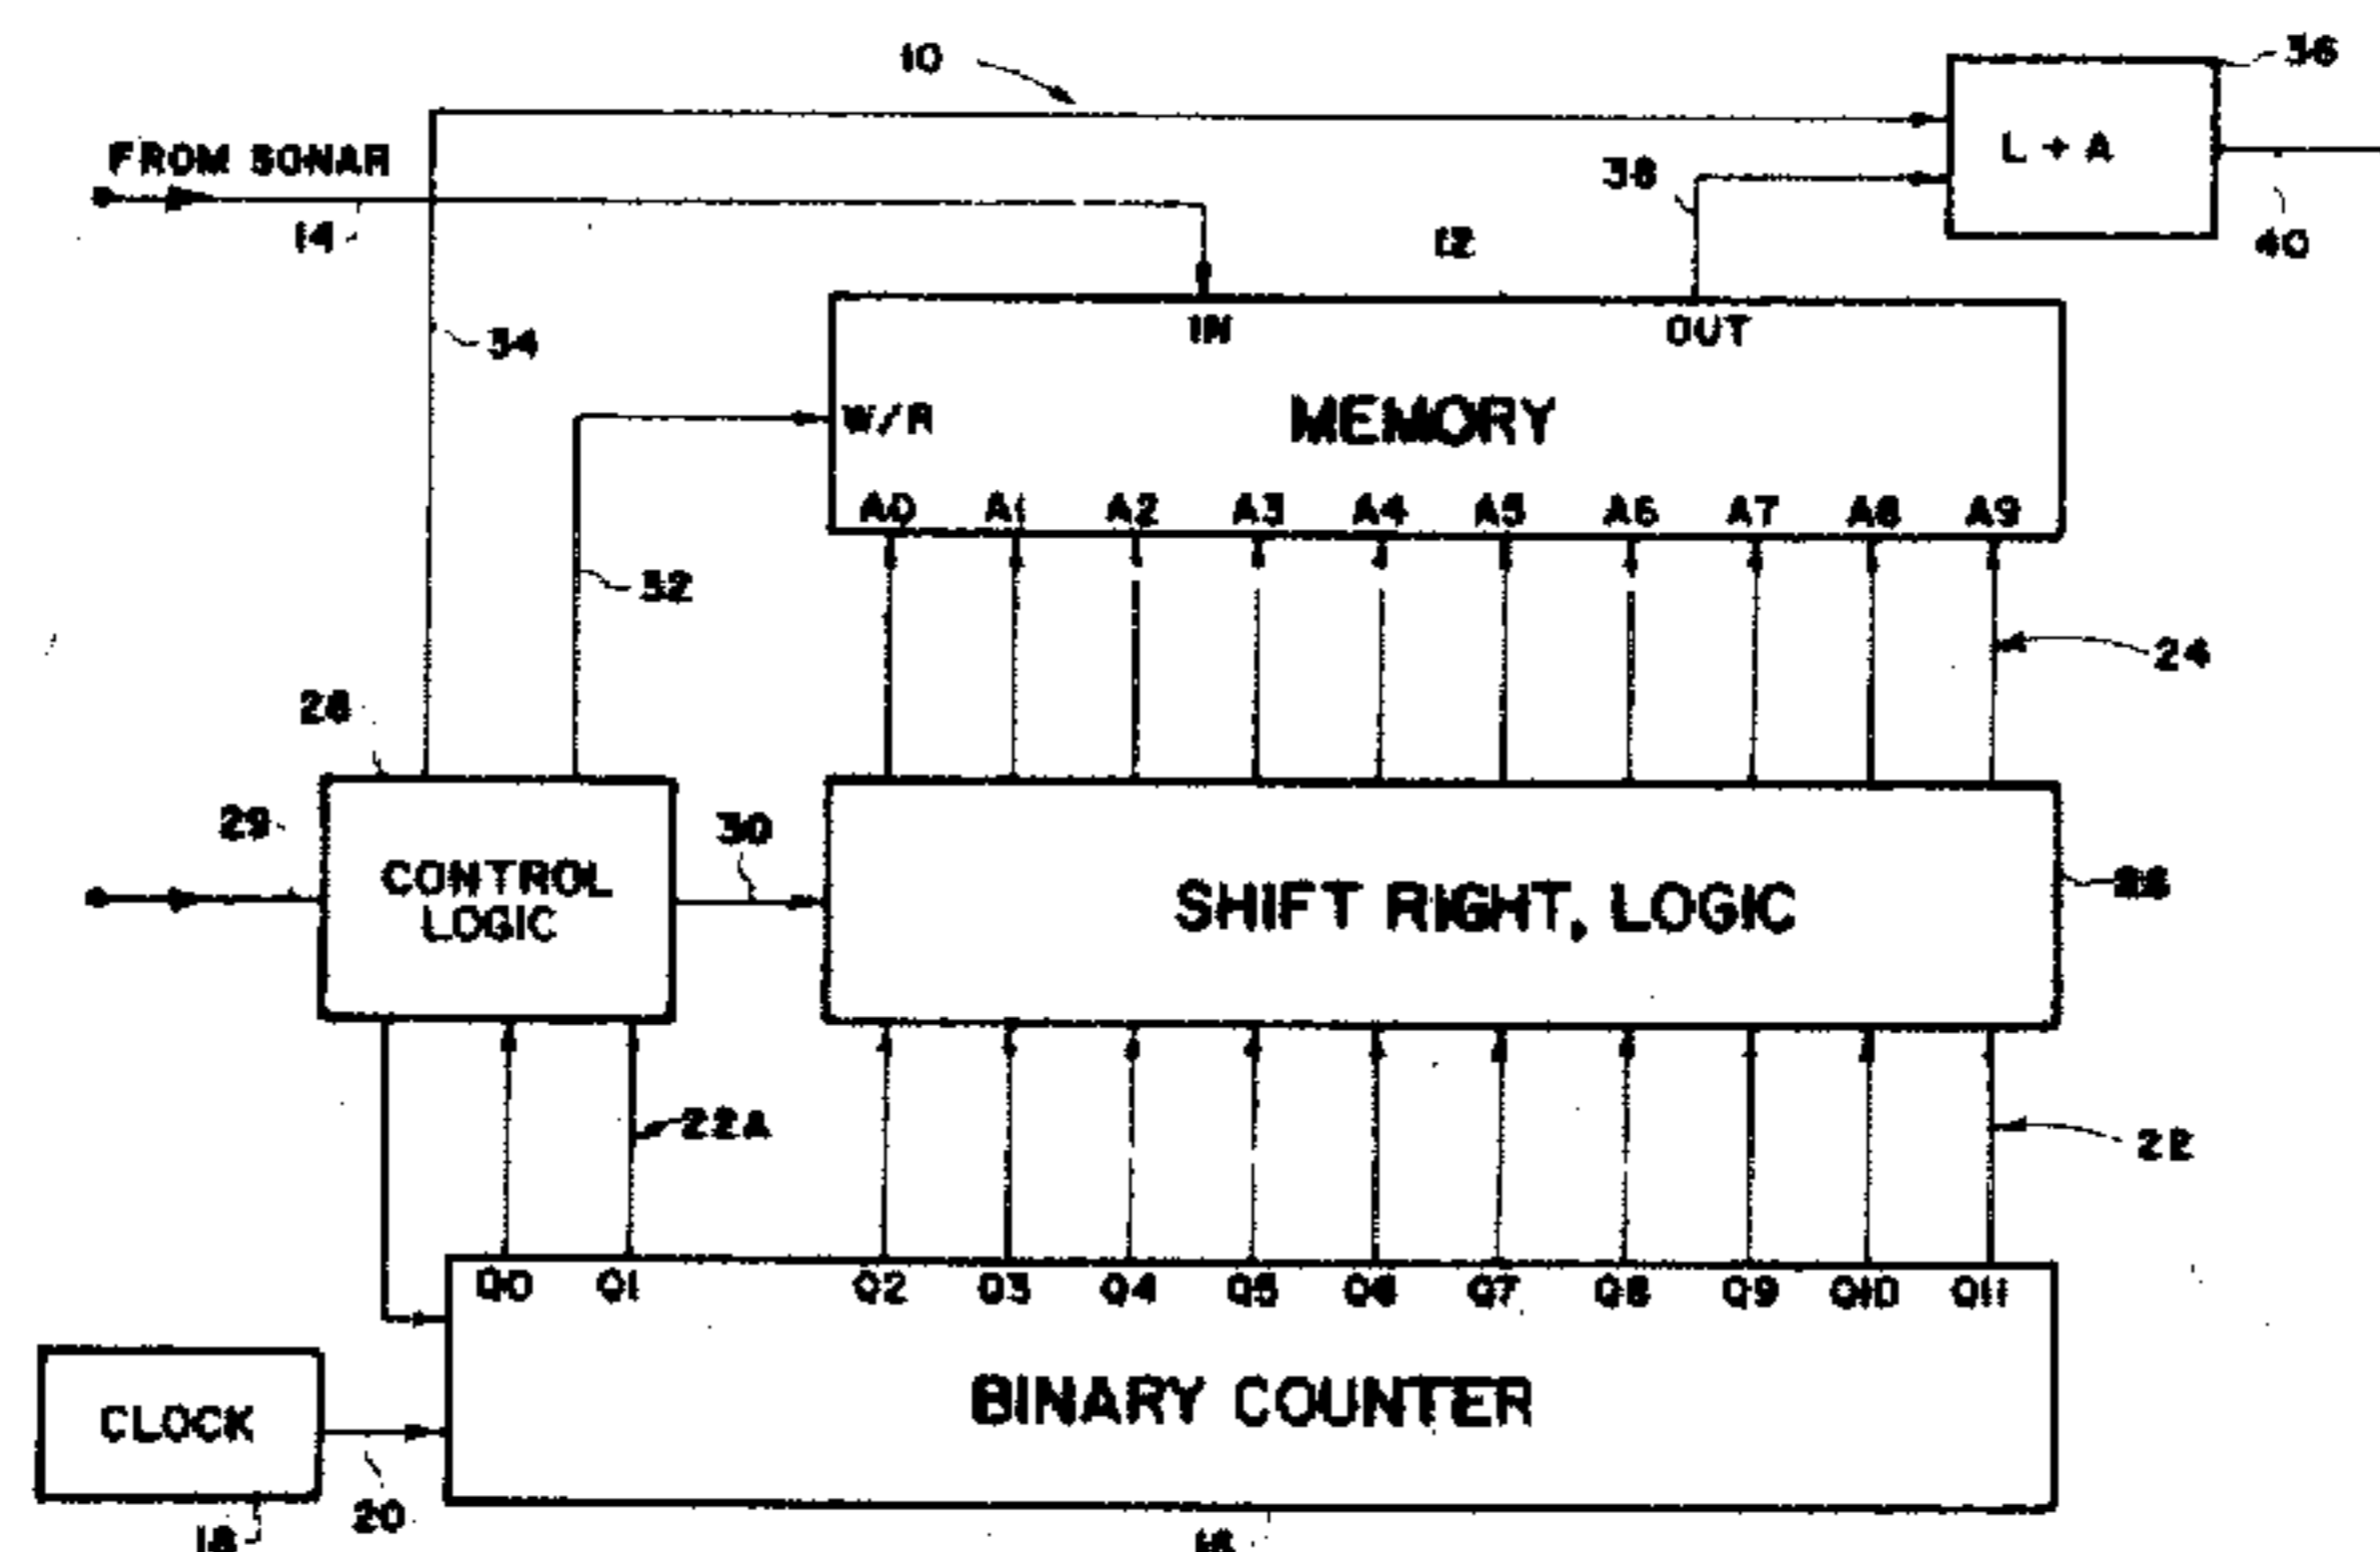 10
36
FROM SONAR
L → A
38
14
12
40
IN
OUT
34
W/R
MEMORY
A0 A1 A2 A3 A4 A5 A6 A7 A8 A9
32
24
28
29
30
CONTROL
LOGIC
SHIFT RIGHT, LOGIC
22A
22
Q0 Q1 Q2 Q3 Q4 Q5 Q6 Q7 Q8 Q9 Q10 Q11
CLOCK
BINARY COUNTER
20
18